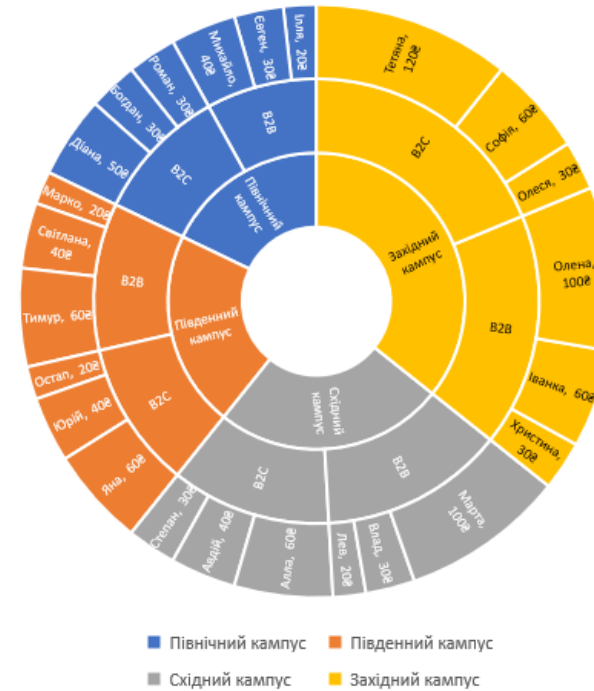 Тетяна,
120₴
Софія, 60₴
Олеся, 30₴
Олена,
100₴
Іванка, 60₴
Христина,
30₴
Марта,
100₴
Влад, 30₴
Лев, 20₴
Алла, 60₴
Авдій, 40₴
Степан, 30₴
Яна, 60₴
Юрій, 40₴
Остап, 20₴
Тимур, 60₴
Світлана,
40₴
Марко, 20₴
Діана, 50₴
Богдан, 30₴
Роман, 30₴
Михайло,
40₴
Євген, 30₴
Ілля, 20₴
B2C
B2B
B2B
B2C
B2C
B2B
B2C
B2B
Західний
кампус
Східний
кампус
Південний
кампус
Північний
кампус
Північний кампус
Південний кампус
Східний кампус
Західний кампус